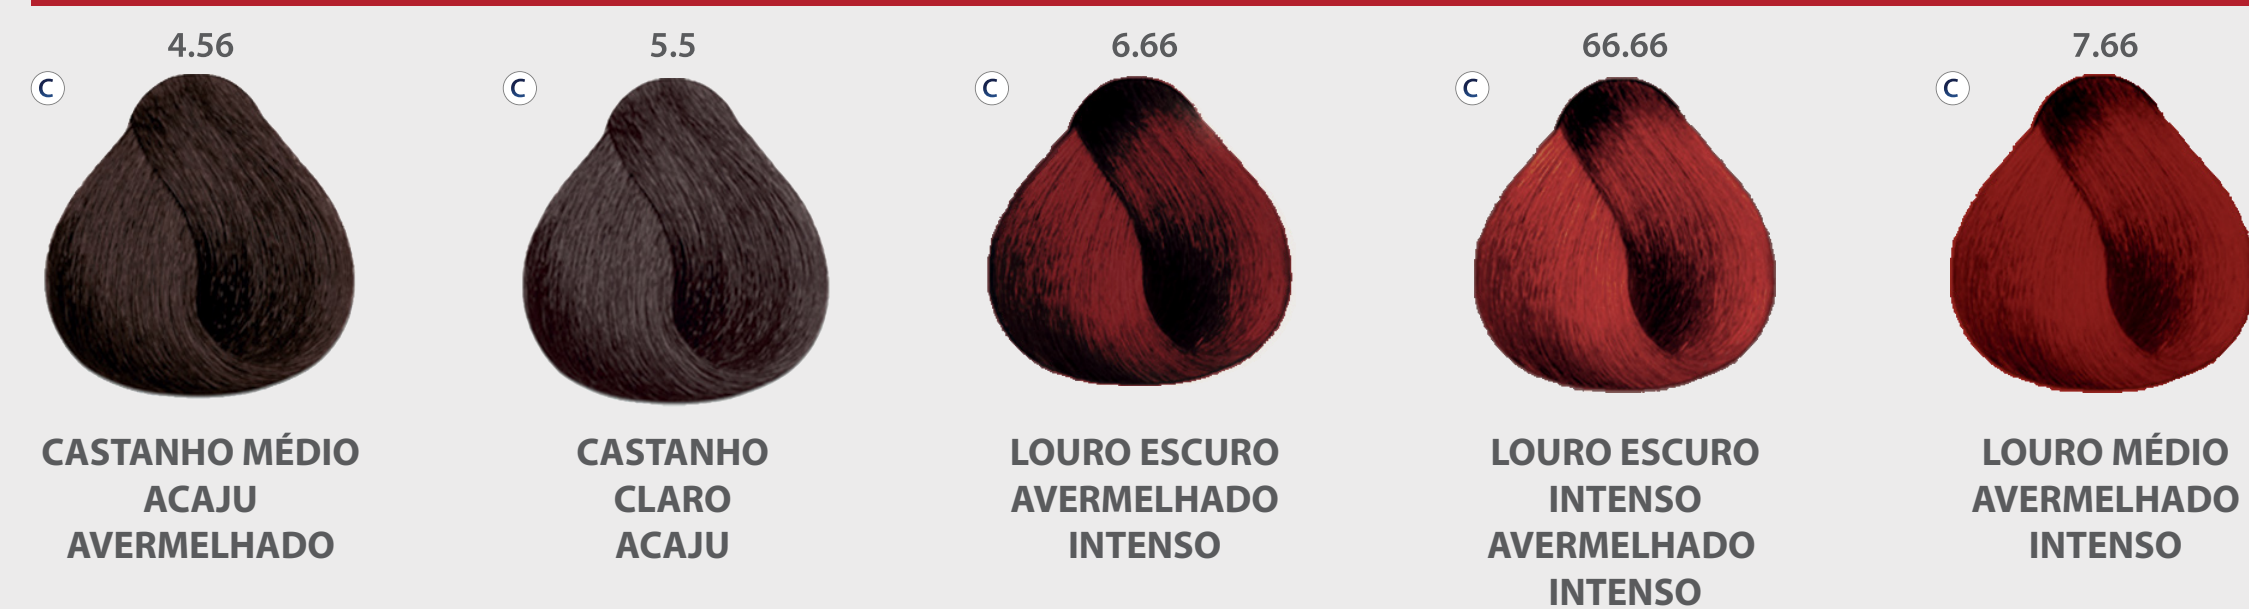 4.56
C
CASTANHO MÉDIO
ACAJU
AVERMELHADO
5.5
C
CASTANHO
CLARO
ACAJU
6.66
C
LOURO ESCURO
AVERMELHADO
INTENSO
66.66
C
LOURO ESCURO
INTENSO
AVERMELHADO
INTENSO
7.66
C
LOURO MÉDIO
AVERMELHADO
INTENSO